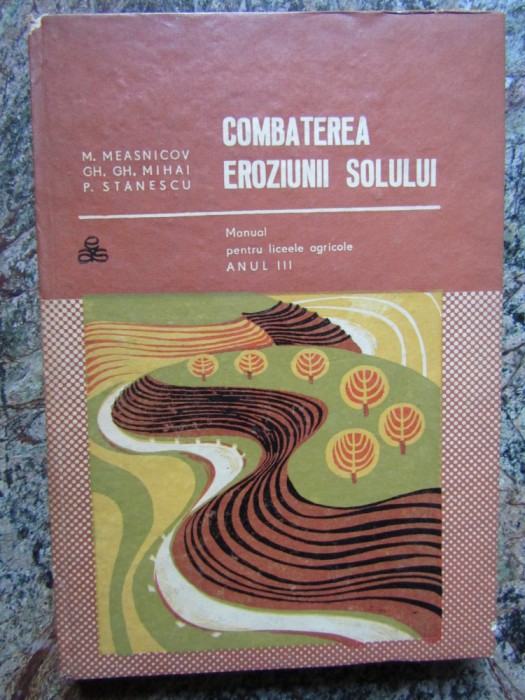 M. MEASNICOV
GH. GH. MIHAI
P. STANESCU
COMBATEREA
EROZIUNII SOLULUI
Manual
pentru liceele agricole
ANUL III